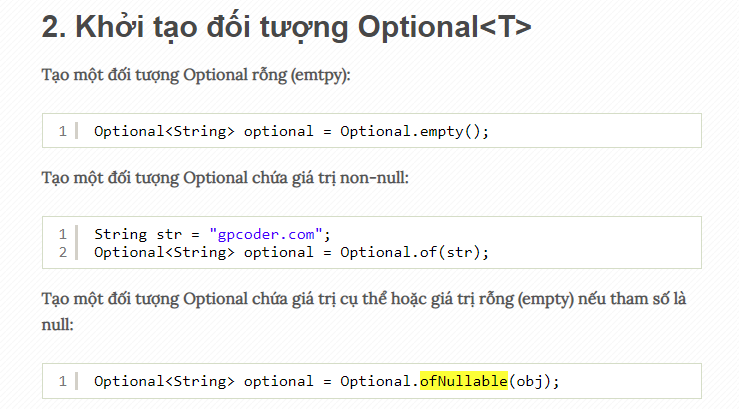 2. Khởi tạo đối tượng Optional<T>
Tạo một đối tượng Optional rỗng (emtpy):
1 Optional<String> optional = Optional.empty();
Tạo một đối tượng Optional chứa giá trị non-null:
1 String str = "gpcoder.com";
2 Optional<String> optional = Optional.of(str);
Tạo một đối tượng Optional chứa giá trị cụ thể hoặc giá trị rỗng (empty) nếu tham số là
null:
1 Optional<String> optional = Optional.ofNullable(obj);